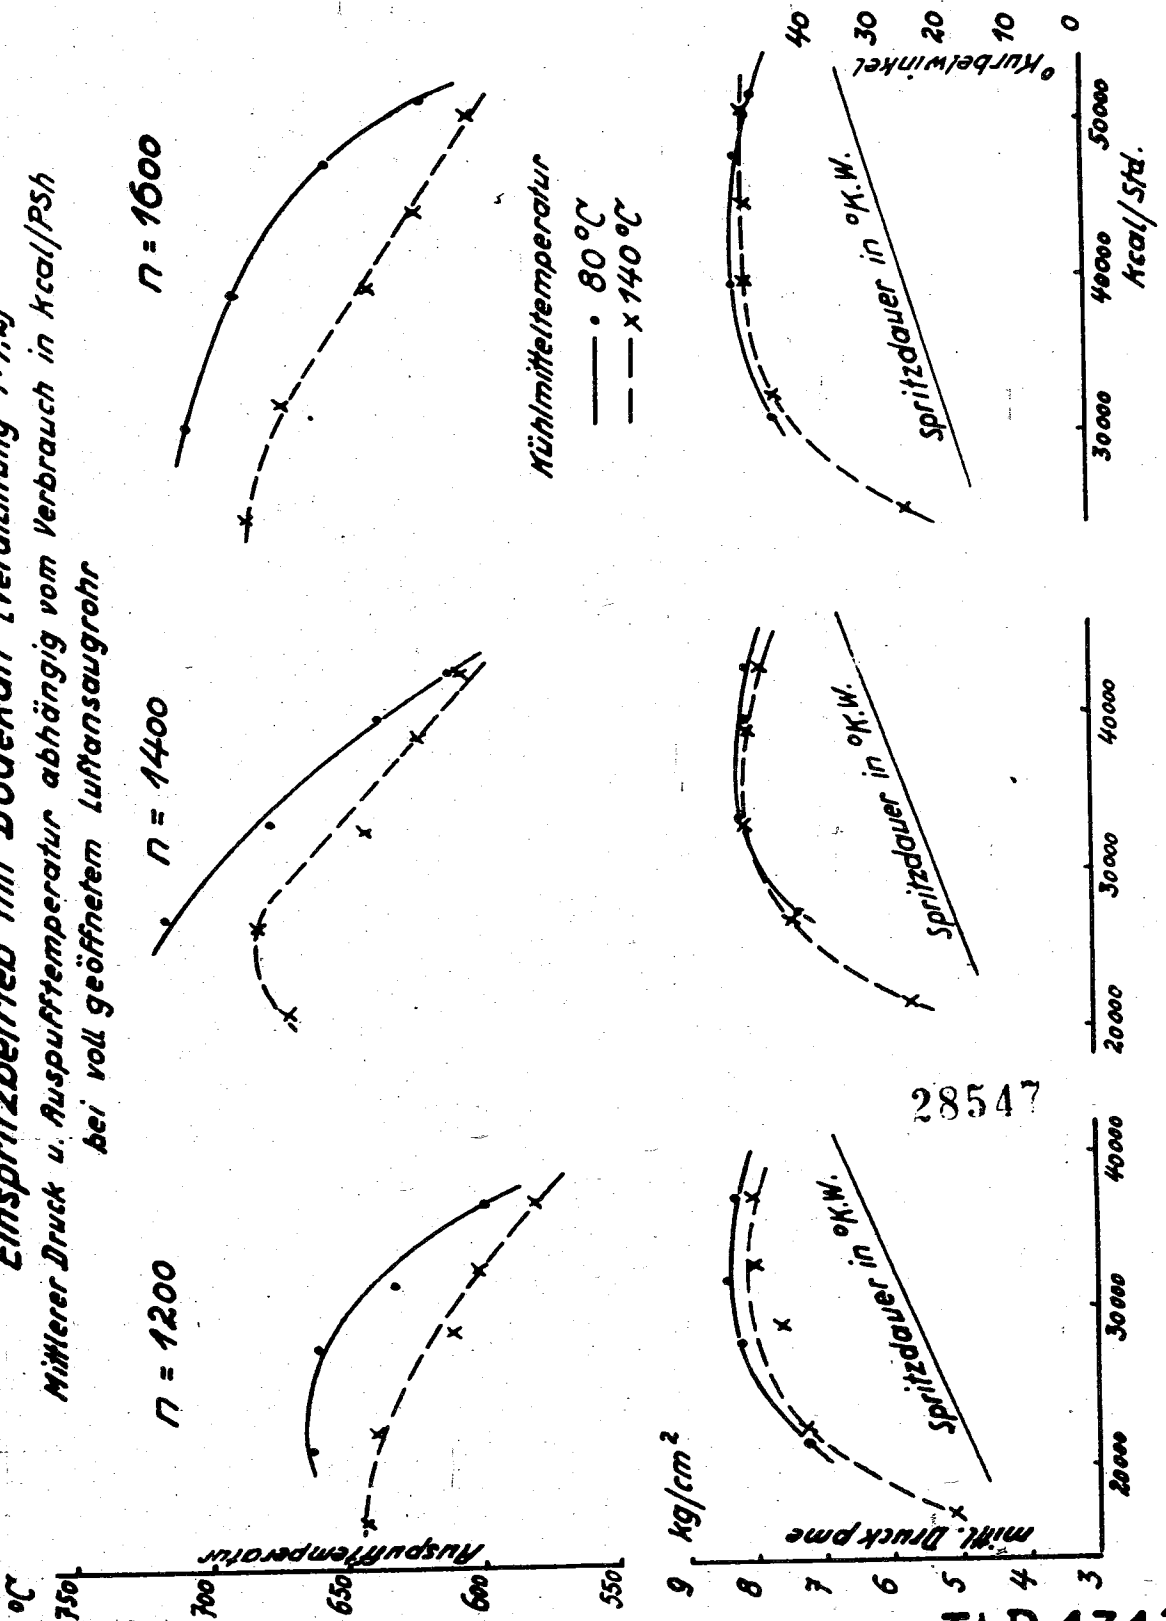 Einspritzbetrieb mit
Mittlerer Druck u. Auspufftemperatur abhängig vom Verbrauch in kcal/PSh
bei voll geöffnetem Luftansaugrohr
n = 1200
n = 1400
n = 1600
°C
750
700
650
600
550
Auspufftemperatur
Kühlmitteltemperatur
• 80 °C
x 140 °C
kg/cm²
9
8
7
6
5
4
3
mittl. Druck pme
Spritzdauer in °K.W.
Spritzdauer in °K.W.
Spritzdauer in °K.W.
40
30
20
10
0
°Kurbelwinkel
20000
30000
40000
20000
30000
40000
30000
40000
50000
kcal/Std.
28547